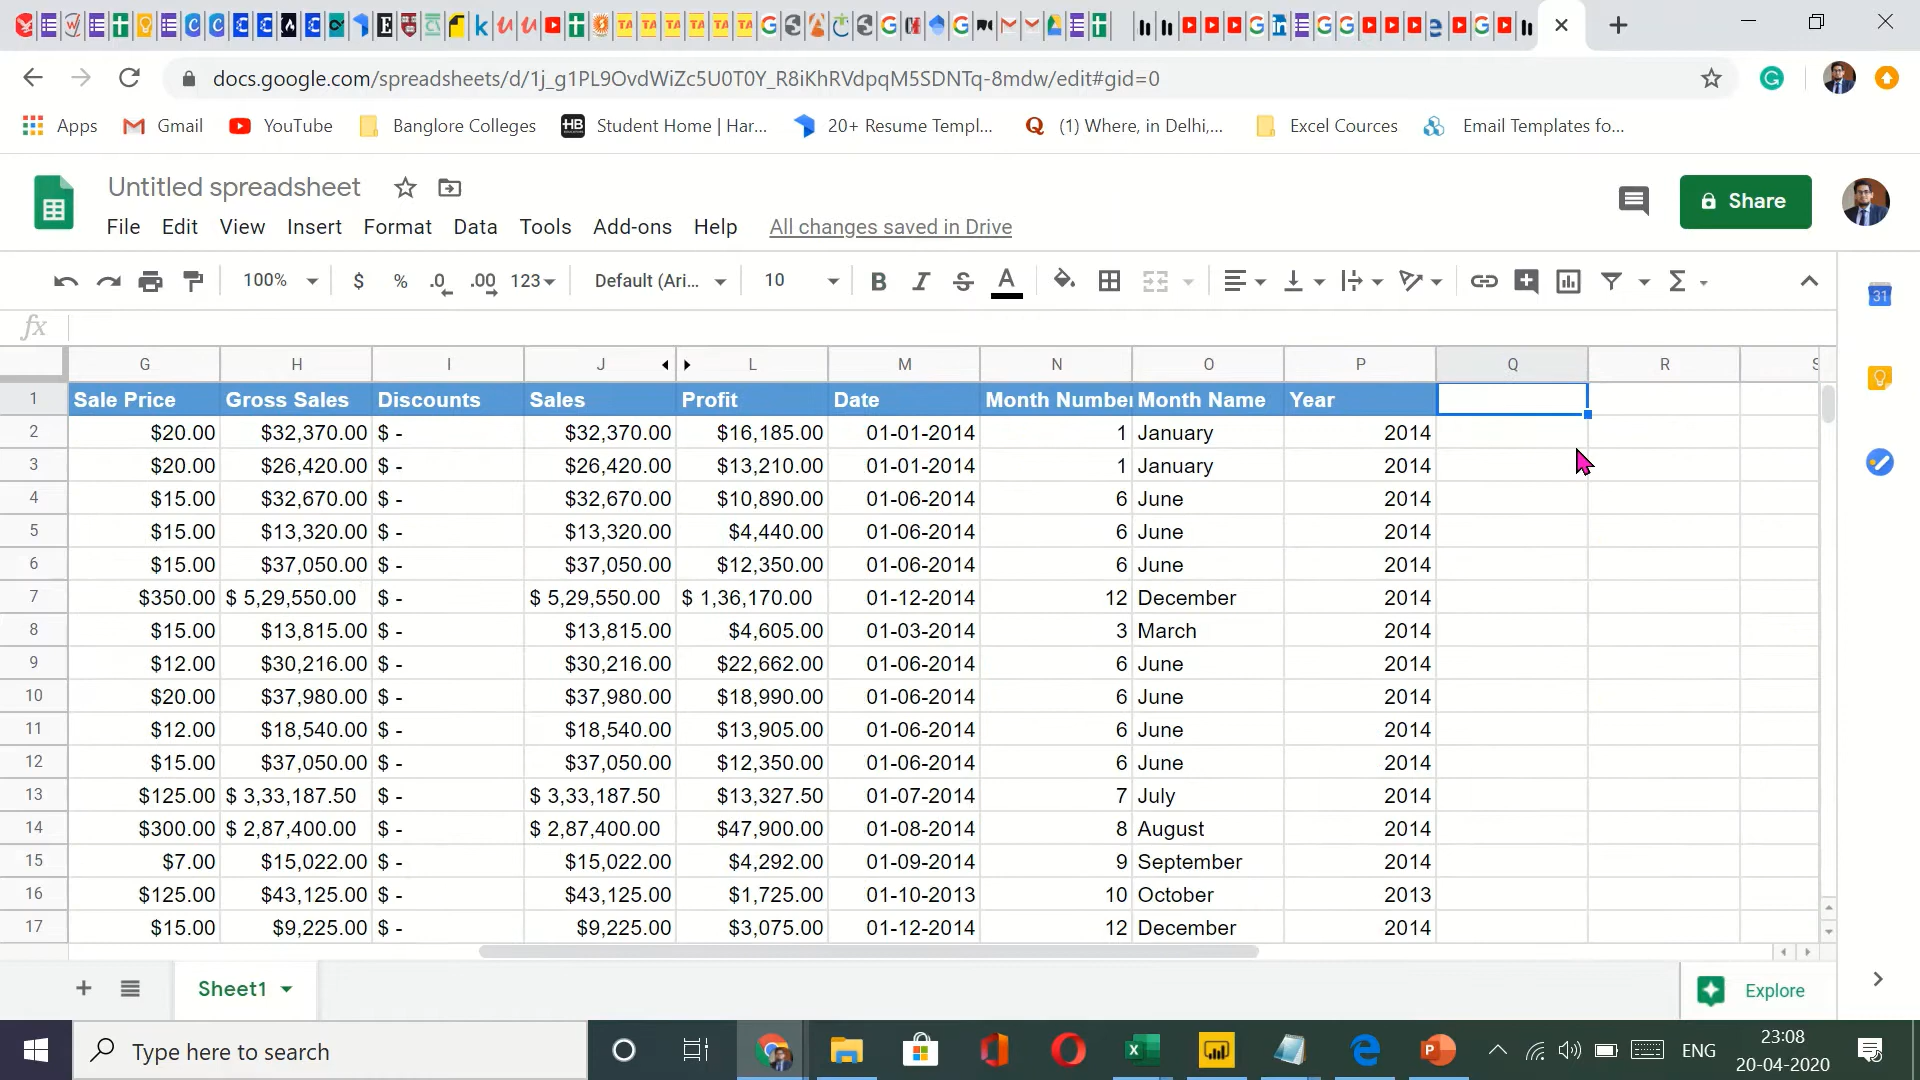 docs.google.com/spreadsheets/d/1j_g1PL9OvdWiZc5U0T0Y_R8iKhRVdpqM5SDNTq-8mdw/edit#gid=0
Apps Gmail YouTube Banglore Colleges HB Student Home | Har... 20+ Resume Templ... (1) Where, in Delhi,... Excel Cources Email Templates fo...
Untitled spreadsheet
Share
File Edit View Insert Format Data Tools Add-ons Help All changes saved in Drive
100% $ % .0 .00 123 Default (Ari... 10 B I S A Σ
31
fx
G H I J L M N O P Q R S
1 Sale Price Gross Sales Discounts Sales Profit Date Month Number Month Name Year
2 $20.00 $32,370.00 $ - $32,370.00 $16,185.00 01-01-2014 1 January 2014
3 $20.00 $26,420.00 $ - $26,420.00 $13,210.00 01-01-2014 1 January 2014
4 $15.00 $32,670.00 $ - $32,670.00 $10,890.00 01-06-2014 6 June 2014
5 $15.00 $13,320.00 $ - $13,320.00 $4,440.00 01-06-2014 6 June 2014
6 $15.00 $37,050.00 $ - $37,050.00 $12,350.00 01-06-2014 6 June 2014
7 $350.00 $ 5,29,550.00 $ - $ 5,29,550.00 $ 1,36,170.00 01-12-2014 12 December 2014
8 $15.00 $13,815.00 $ - $13,815.00 $4,605.00 01-03-2014 3 March 2014
9 $12.00 $30,216.00 $ - $30,216.00 $22,662.00 01-06-2014 6 June 2014
10 $20.00 $37,980.00 $ - $37,980.00 $18,990.00 01-06-2014 6 June 2014
11 $12.00 $18,540.00 $ - $18,540.00 $13,905.00 01-06-2014 6 June 2014
12 $15.00 $37,050.00 $ - $37,050.00 $12,350.00 01-06-2014 6 June 2014
13 $125.00 $ 3,33,187.50 $ - $ 3,33,187.50 $13,327.50 01-07-2014 7 July 2014
14 $300.00 $ 2,87,400.00 $ - $ 2,87,400.00 $47,900.00 01-08-2014 8 August 2014
15 $7.00 $15,022.00 $ - $15,022.00 $4,292.00 01-09-2014 9 September 2014
16 $125.00 $43,125.00 $ - $43,125.00 $1,725.00 01-10-2013 10 October 2013
17 $15.00 $9,225.00 $ - $9,225.00 $3,075.00 01-12-2014 12 December 2014
Sheet1 Explore
Type here to search ENG 23:08
20-04-2020